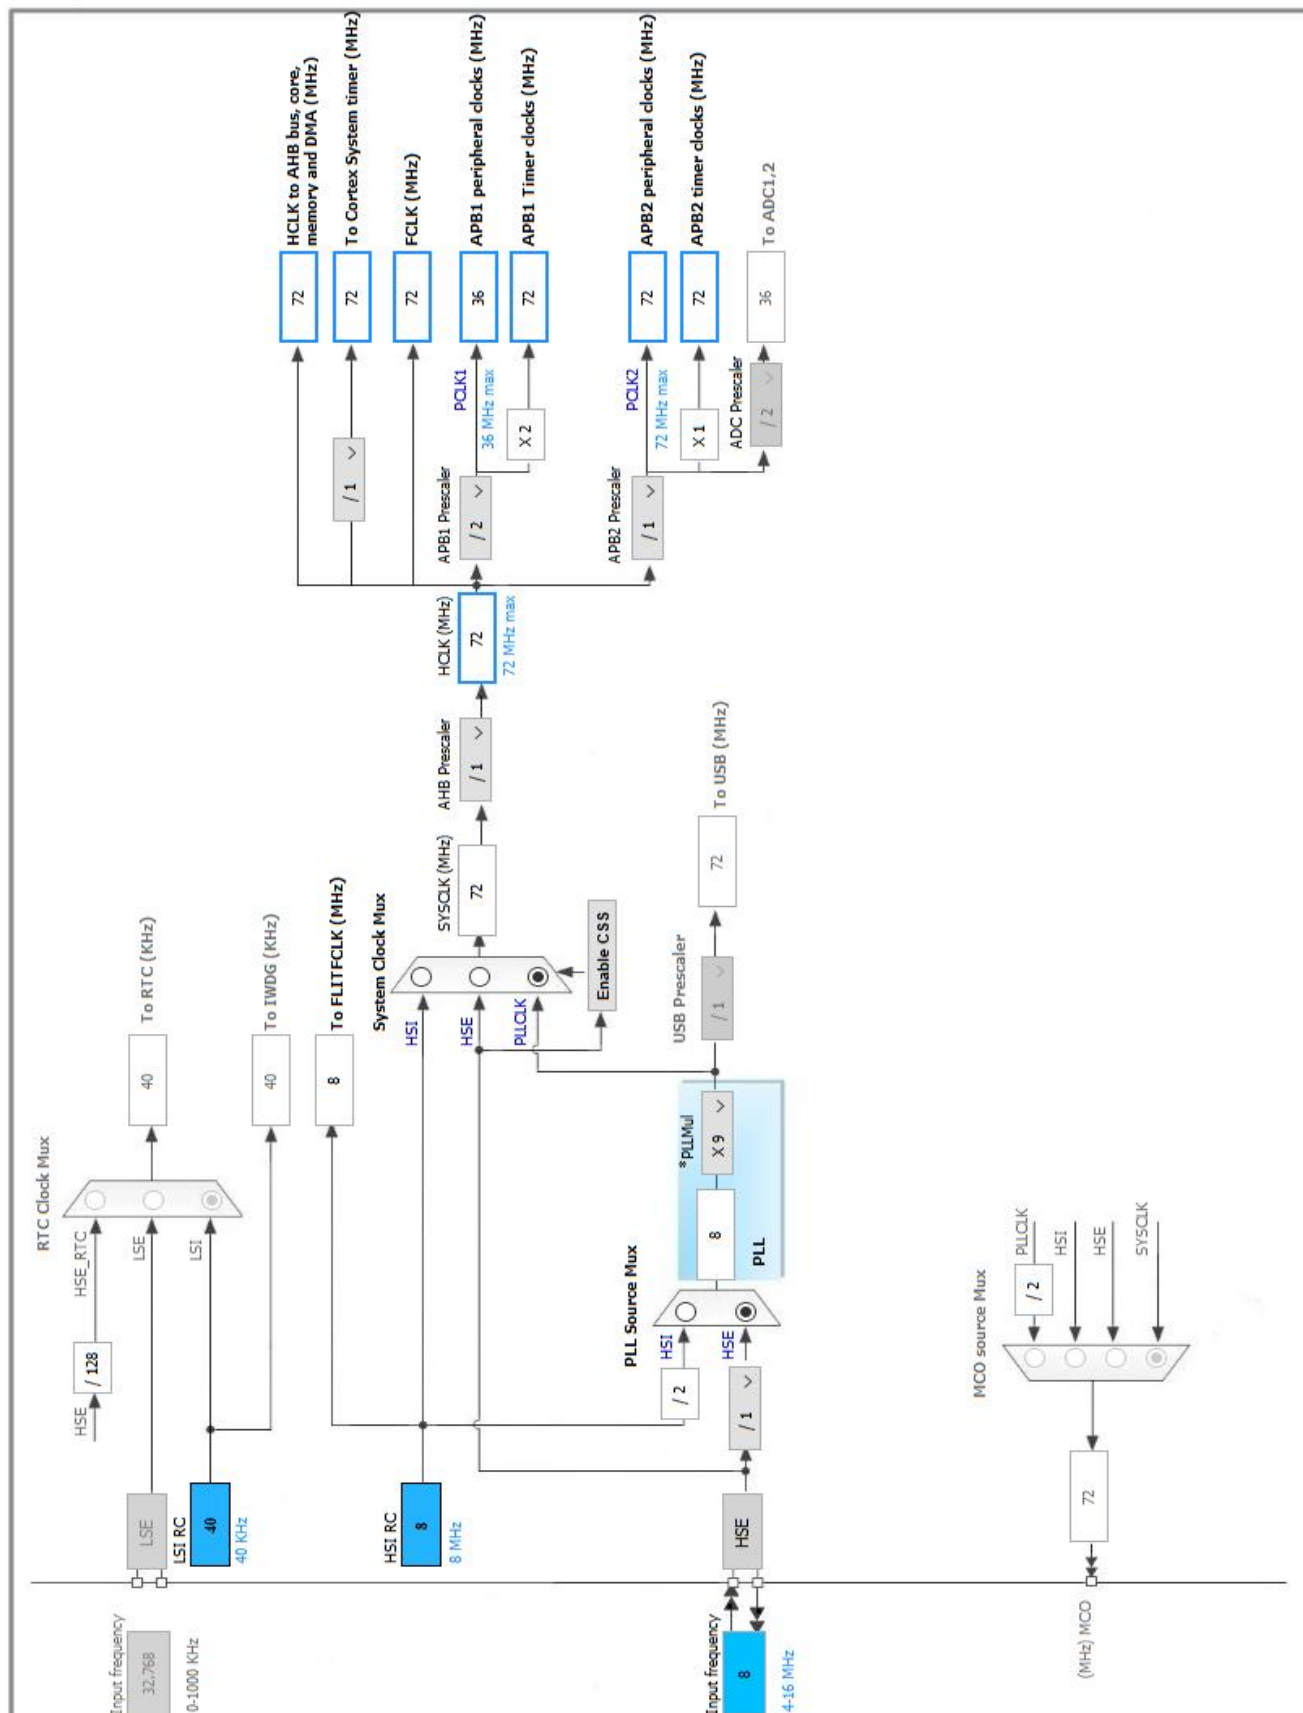 Input frequency
32.768
0-1000 KHz
LSE
LSI RC
40
40 KHz
HSE
/ 128
HSE_RTC
LSE
LSI
RTC Clock Mux
40
To RTC (KHz)
40
To IWDG (KHz)
HSI RC
8
8 MHz
8
To FLITFCLK (MHz)
System Clock Mux
HSI
HSE
PLLCLK
Enable CSS
SYSCLK (MHz)
72
AHB Prescaler
/ 1
HCLK (MHz)
72
72 MHz max
72
HCLK to AHB bus, core,
memory and DMA (MHz)
/ 1
72
To Cortex System timer (MHz)
72
FCLK (MHz)
APB1 Prescaler
/ 2
PCLK1
36 MHz max
36
APB1 peripheral clocks (MHz)
X 2
72
APB1 Timer clocks (MHz)
APB2 Prescaler
/ 1
PCLK2
72 MHz max
72
APB2 peripheral clocks (MHz)
X 1
72
APB2 timer clocks (MHz)
ADC Prescaler
/ 2
36
To ADC1,2
Input frequency
8
4-16 MHz
HSE
/ 1
/ 2
HSI
HSE
PLL Source Mux
8
*PLLMul
X 9
PLL
USB Prescaler
/ 1
72
To USB (MHz)
(MHz) MCO
72
MCO source Mux
/ 2
PLLCLK
HSI
HSE
SYSCLK